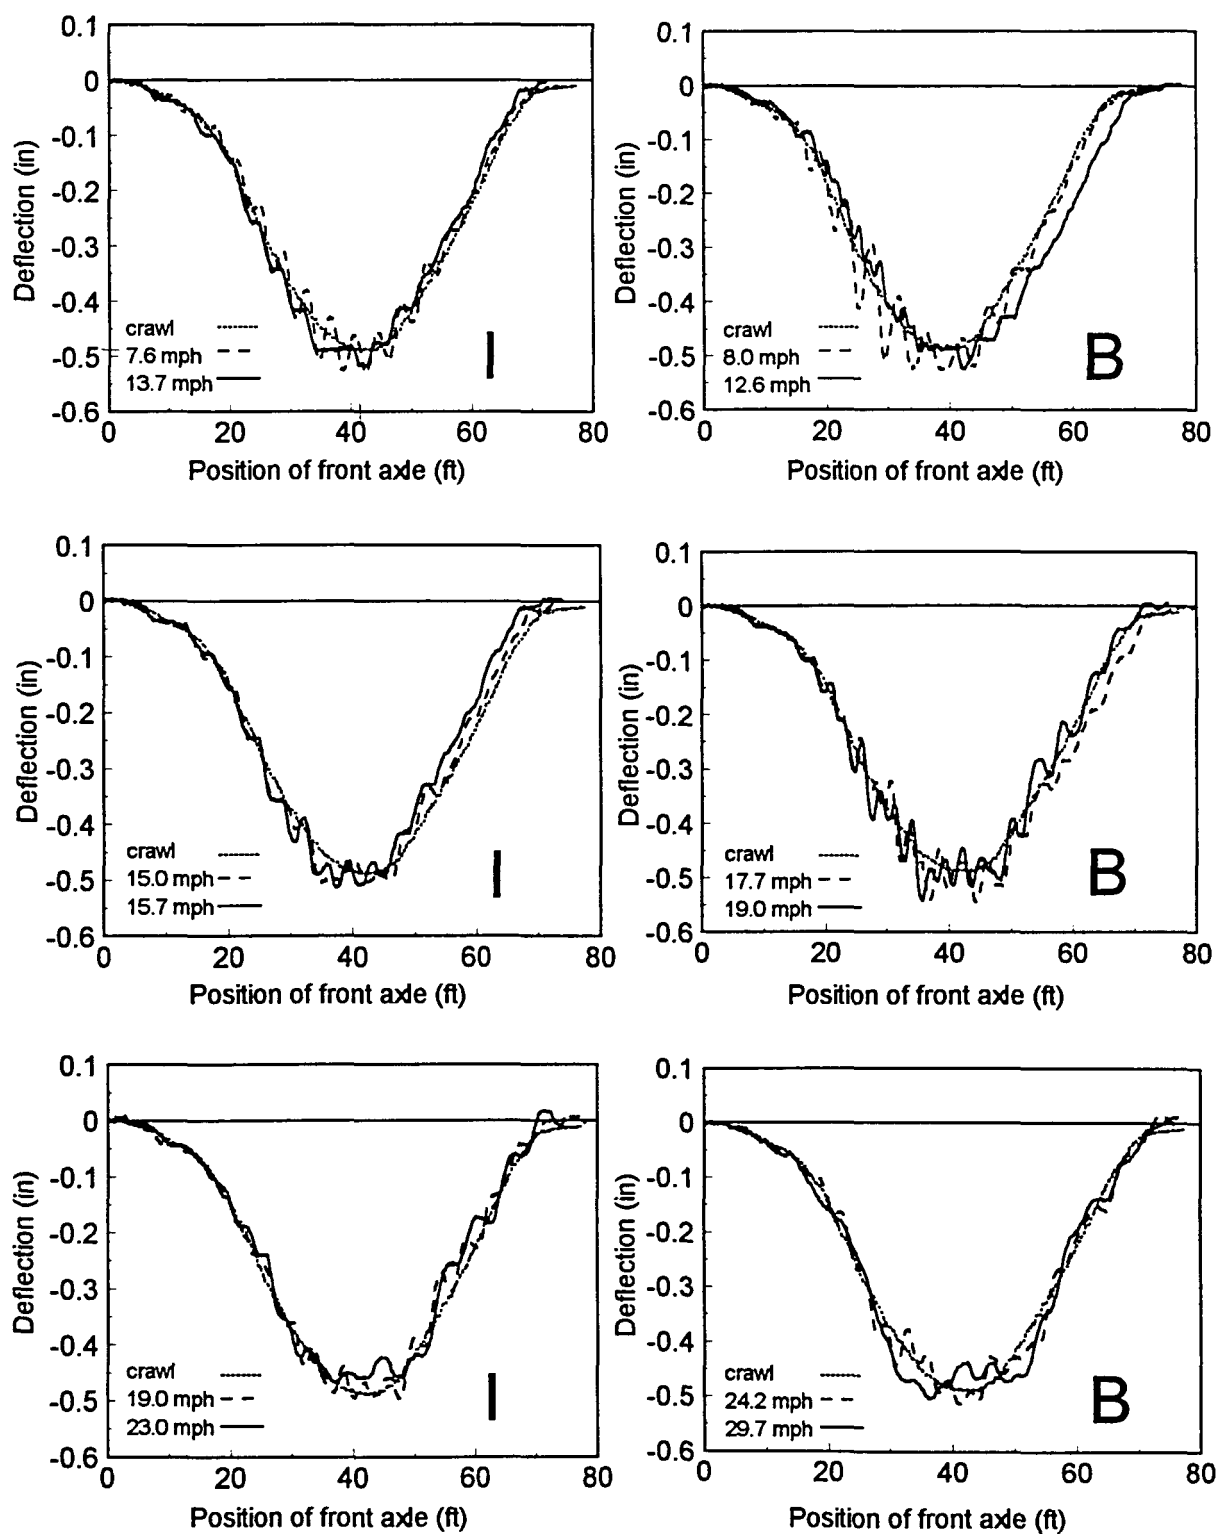 0.1
0
-0.1
-0.2
-0.3
-0.4
-0.5
-0.6
Deflection (in)
crawl
7.6 mph
13.7 mph
I
0 20 40 60 80
Position of front axle (ft)
0.1
0
-0.1
-0.2
-0.3
-0.4
-0.5
-0.6
Deflection (in)
crawl
8.0 mph
12.6 mph
B
0 20 40 60 80
Position of front axle (ft)
0.1
0
-0.1
-0.2
-0.3
-0.4
-0.5
-0.6
Deflection (in)
crawl
15.0 mph
15.7 mph
I
0 20 40 60 80
Position of front axle (ft)
0.1
0
-0.1
-0.2
-0.3
-0.4
-0.5
-0.6
Deflection (in)
crawl
17.7 mph
19.0 mph
B
0 20 40 60 80
Position of front axle (ft)
0.1
0
-0.1
-0.2
-0.3
-0.4
-0.5
-0.6
Deflection (in)
crawl
19.0 mph
23.0 mph
I
0 20 40 60 80
Position of front axle (ft)
0.1
0
-0.1
-0.2
-0.3
-0.4
-0.5
-0.6
Deflection (in)
crawl
24.2 mph
29.7 mph
B
0 20 40 60 80
Position of front axle (ft)